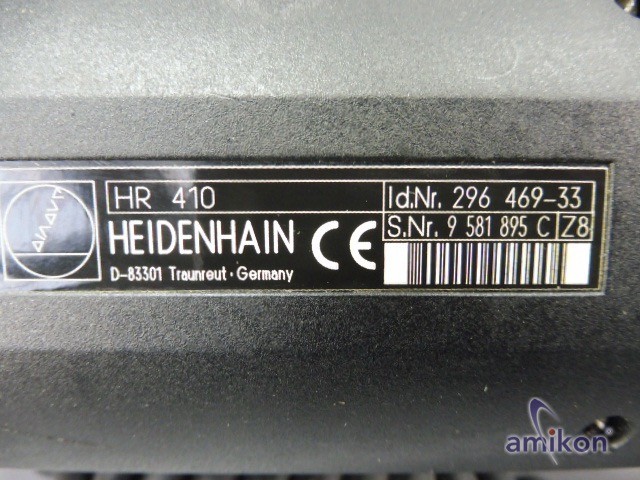 HR 410
Id.Nr. 296 469-33
HEIDENHAIN CE
S.Nr. 9 581 895 C Z8
D-83301 Traunreut · Germany
amikon®